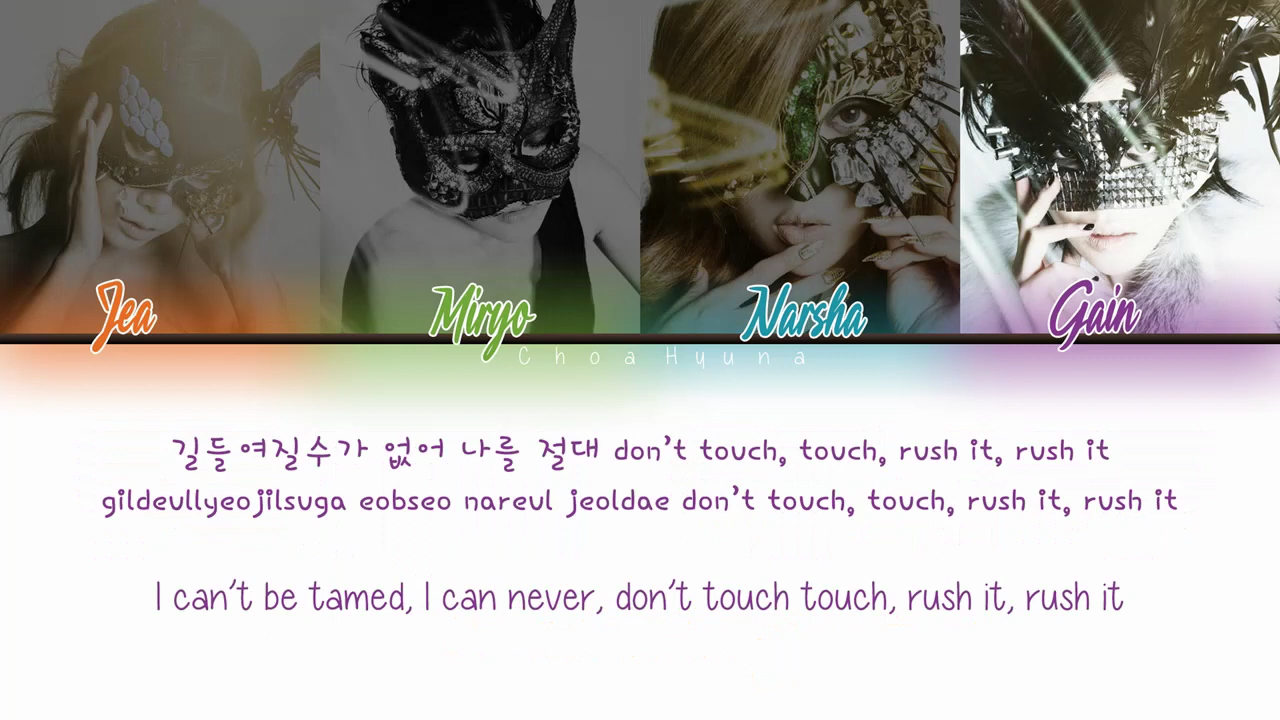 Jea Miryo Narsha Gain
ChoaHyuna
길들여질수가 없어 나를 절대 don't touch, touch, rush it, rush it
gildeullyeojilsuga eobseo nareul jeoldae don't touch, touch, rush it, rush it
I can't be tamed, I can never, don't touch touch, rush it, rush it